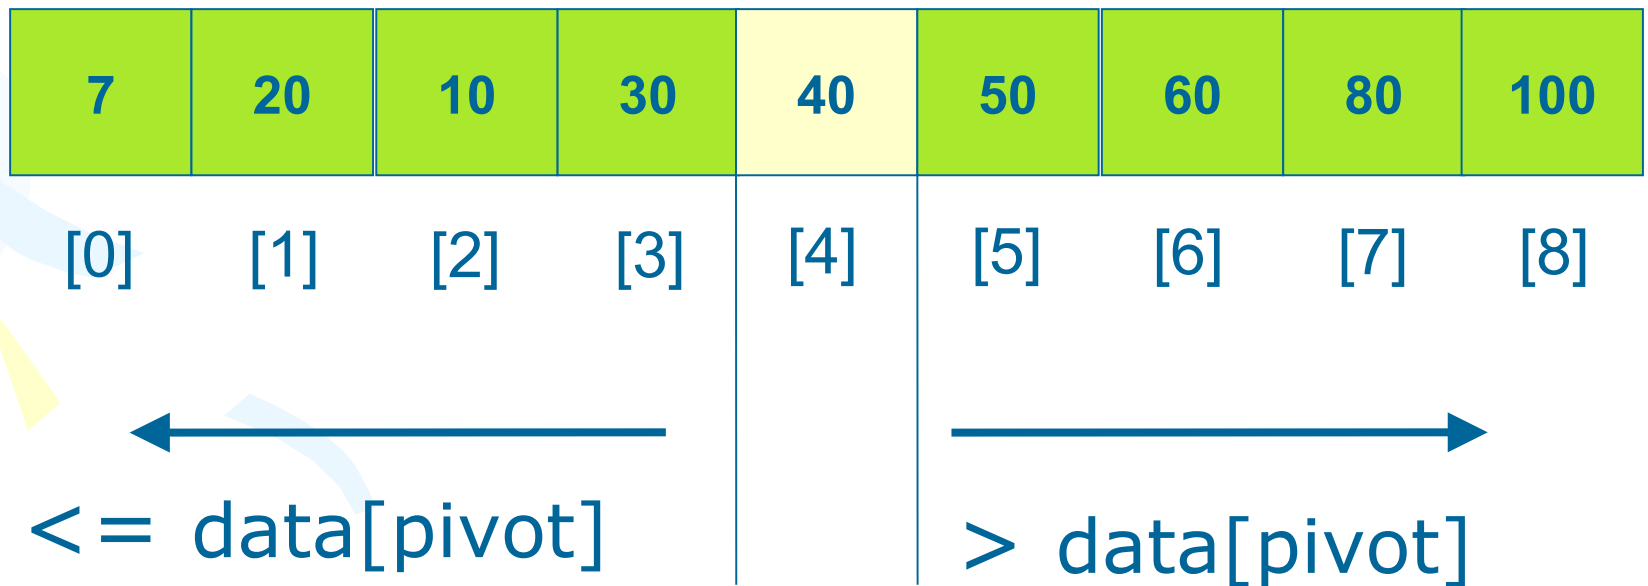 7 20 10 30 40 50 60 80 100
[0] [1] [2] [3] [4] [5] [6] [7] [8]
<= data[pivot] > data[pivot]